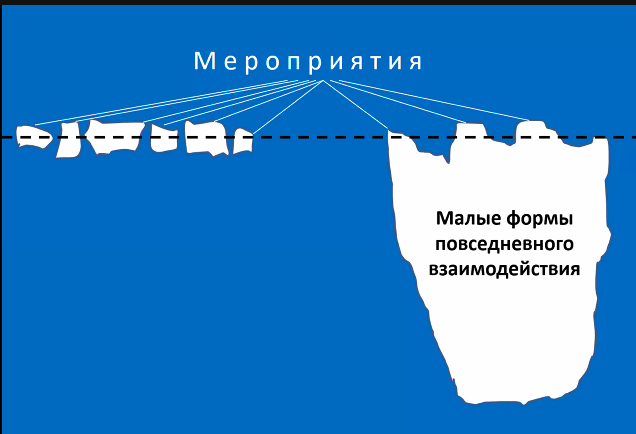 Мероприятия
Малые формы
повседневного
взаимодействия